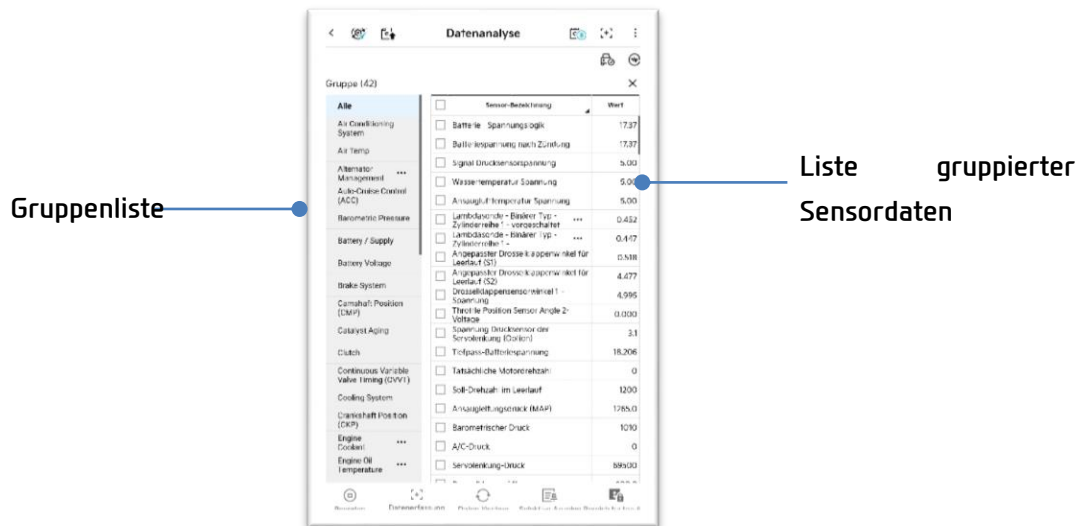 Datenanalyse
Gruppe (42)
Alle
Air Conditioning
System
Air Temp
Alternator
Management
Auto-Cruise Control
(ACC)
Barometric Pressure
Battery / Supply
Battery Voltage
Brake System
Camshaft Position
(CMP)
Catalyst Aging
Clutch
Continuous Variable
Valve Timing (CVVT)
Cooling System
Crankshaft Position
(CKP)
Engine
Coolant
Engine Oil
Temperature
Sensor-Bezeichnung Wert
Batterie - Spannungslogik 17.37
Batteriespannung nach Zündung 17.37
Signal Drucksensorspannung 5.00
Wassertemperatur Spannung 5.00
Ansauglufttemperatur Spannung 5.00
Lambdasonde - Binärer Typ -
Zylinderreihe 1 - vorgeschaltet 0.452
Lambdasonde - Binärer Typ -
Zylinderreihe 1 - 0.447
Angepasster Drosselklappenwinkel für
Leerlauf (S1) 0.518
Angepasster Drosselklappenwinkel für
Leerlauf (S2) 4.477
Drosselklappensensorwinkel 1 -
Spannung 4.995
Throttle Position Sensor Angle 2-
Voltage 0.000
Spannung Drucksensor der
Servolenkung (Option) 3.1
Tiefpass-Batteriespannung 18.206
Tatsächliche Motordrehzahl 0
Soll-Drehzahl im Leerlauf 1200
Ansaugleitungsdruck (MAP) 1265.0
Barometrischer Druck 1010
A/C-Druck 0
Servolenkung-Druck 69500
Datenerfassung
Gruppenliste
Liste gruppierter
Sensordaten